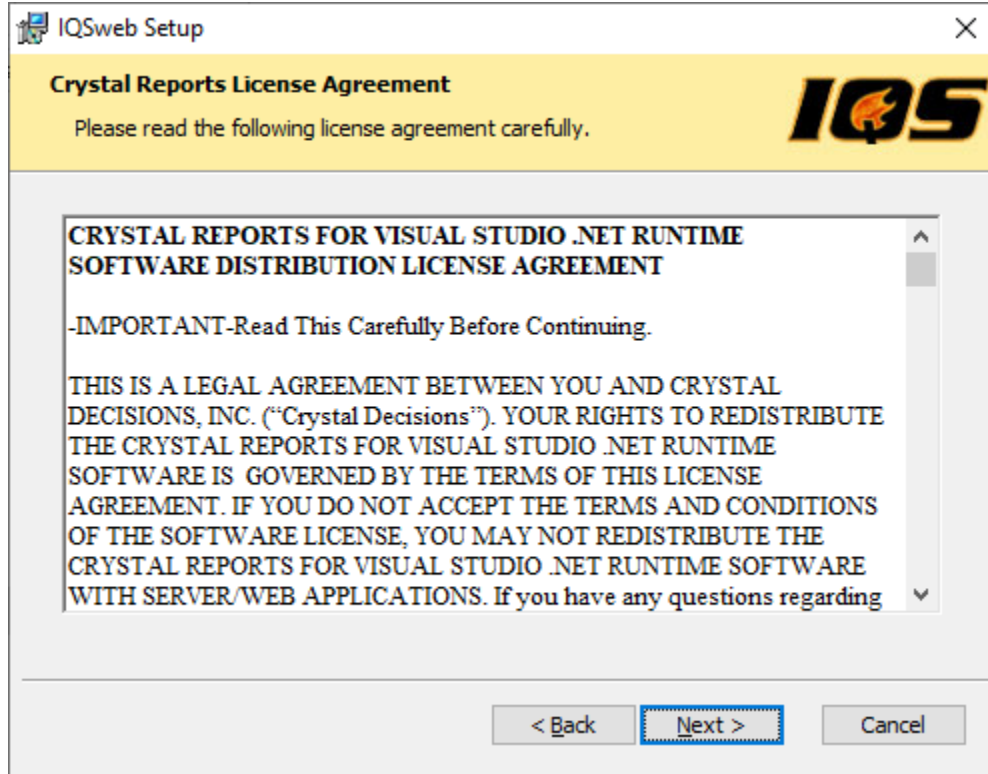 IQSweb Setup
Crystal Reports License Agreement
Please read the following license agreement carefully.
IQS
CRYSTAL REPORTS FOR VISUAL STUDIO .NET RUNTIME
SOFTWARE DISTRIBUTION LICENSE AGREEMENT
-IMPORTANT-Read This Carefully Before Continuing.
THIS IS A LEGAL AGREEMENT BETWEEN YOU AND CRYSTAL
DECISIONS, INC. (“Crystal Decisions”). YOUR RIGHTS TO REDISTRIBUTE
THE CRYSTAL REPORTS FOR VISUAL STUDIO .NET RUNTIME
SOFTWARE IS  GOVERNED BY THE TERMS OF THIS LICENSE
AGREEMENT. IF YOU DO NOT ACCEPT THE TERMS AND CONDITIONS
OF THE SOFTWARE LICENSE, YOU MAY NOT REDISTRIBUTE THE
CRYSTAL REPORTS FOR VISUAL STUDIO .NET RUNTIME SOFTWARE
WITH SERVER/WEB APPLICATIONS. If you have any questions regarding
< Back
Next >
Cancel